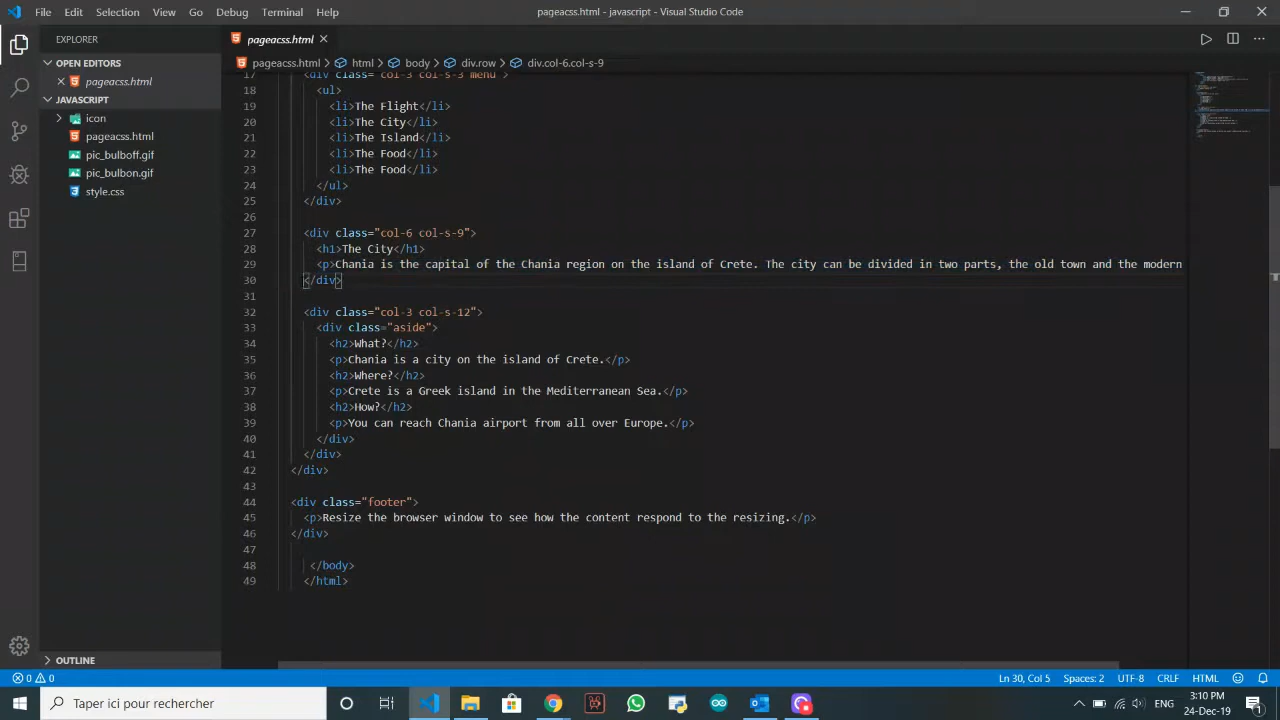 File Edit Selection View Go Debug Terminal Help pageacss.html - javascript - Visual Studio Code
EXPLORER
OPEN EDITORS
pageacss.html
JAVASCRIPT
icon
pageacss.html
pic_bulboff.gif
pic_bulbon.gif
style.css
OUTLINE
pageacss.html
pageacss.html > html > body > div.row > div.col-6.col-s-9
17 <div class="col-3 col-s-3 menu">
18 <ul>
19 <li>The Flight</li>
20 <li>The City</li>
21 <li>The Island</li>
22 <li>The Food</li>
23 <li>The Food</li>
24 </ul>
25 </div>
26
27 <div class="col-6 col-s-9">
28 <h1>The City</h1>
29 <p>Chania is the capital of the Chania region on the island of Crete. The city can be divided in two parts, the old town and the modern
30 </div>
31
32 <div class="col-3 col-s-12">
33 <div class="aside">
34 <h2>What?</h2>
35 <p>Chania is a city on the island of Crete.</p>
36 <h2>Where?</h2>
37 <p>Crete is a Greek island in the Mediterranean Sea.</p>
38 <h2>How?</h2>
39 <p>You can reach Chania airport from all over Europe.</p>
40 </div>
41 </div>
42 </div>
43
44 <div class="footer">
45 <p>Resize the browser window to see how the content respond to the resizing.</p>
46 </div>
47
48 </body>
49 </html>
0 0 Ln 30, Col 5 Spaces: 2 UTF-8 CRLF HTML
Taper ici pour rechercher
ENG
3:10 PM
24-Dec-19
1